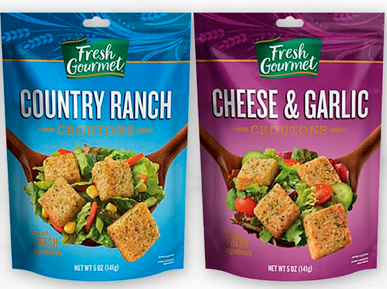 Fresh
Gourmet
COUNTRY RANCH
CROUTONS
FRESH
NET WT 5 OZ (141g)
Fresh
Gourmet
CHEESE & GARLIC
CROUTONS
FRESH
NET WT 5 OZ (141g)